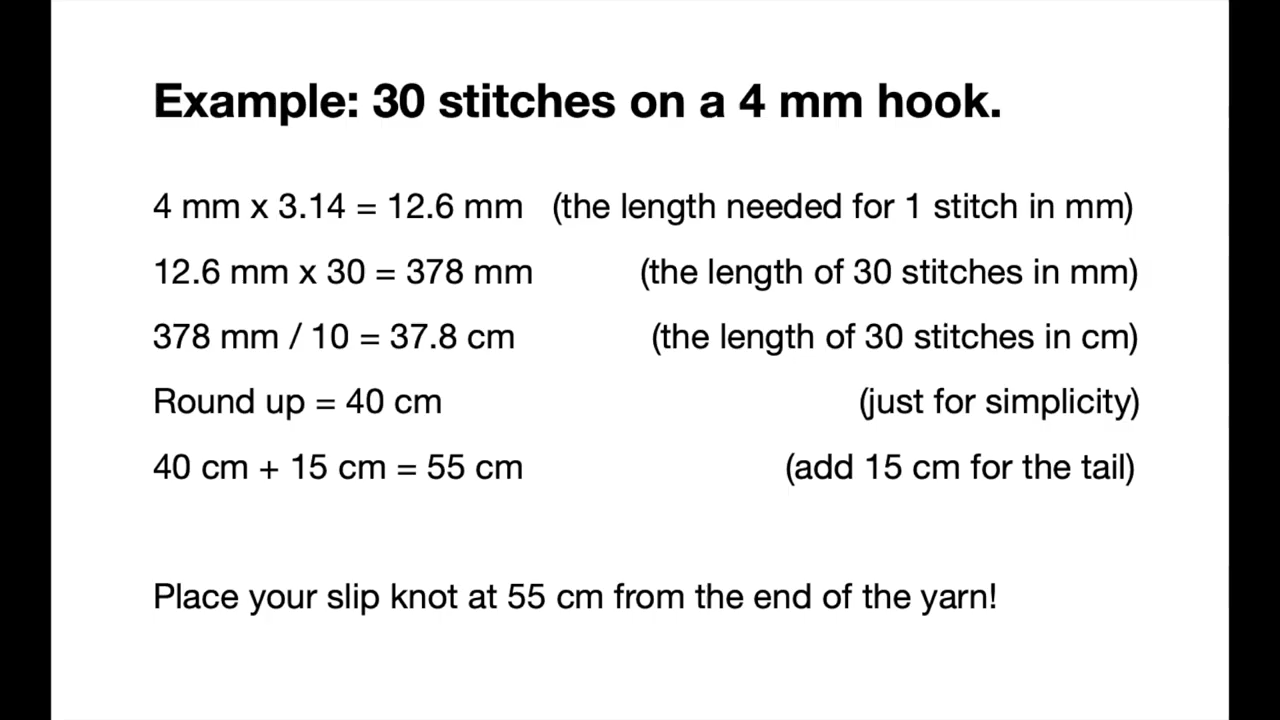 Example: 30 stitches on a 4 mm hook.
4 mm x 3.14 = 12.6 mm (the length needed for 1 stitch in mm)
12.6 mm x 30 = 378 mm (the length of 30 stitches in mm)
378 mm / 10 = 37.8 cm (the length of 30 stitches in cm)
Round up = 40 cm (just for simplicity)
40 cm + 15 cm = 55 cm (add 15 cm for the tail)
Place your slip knot at 55 cm from the end of the yarn!